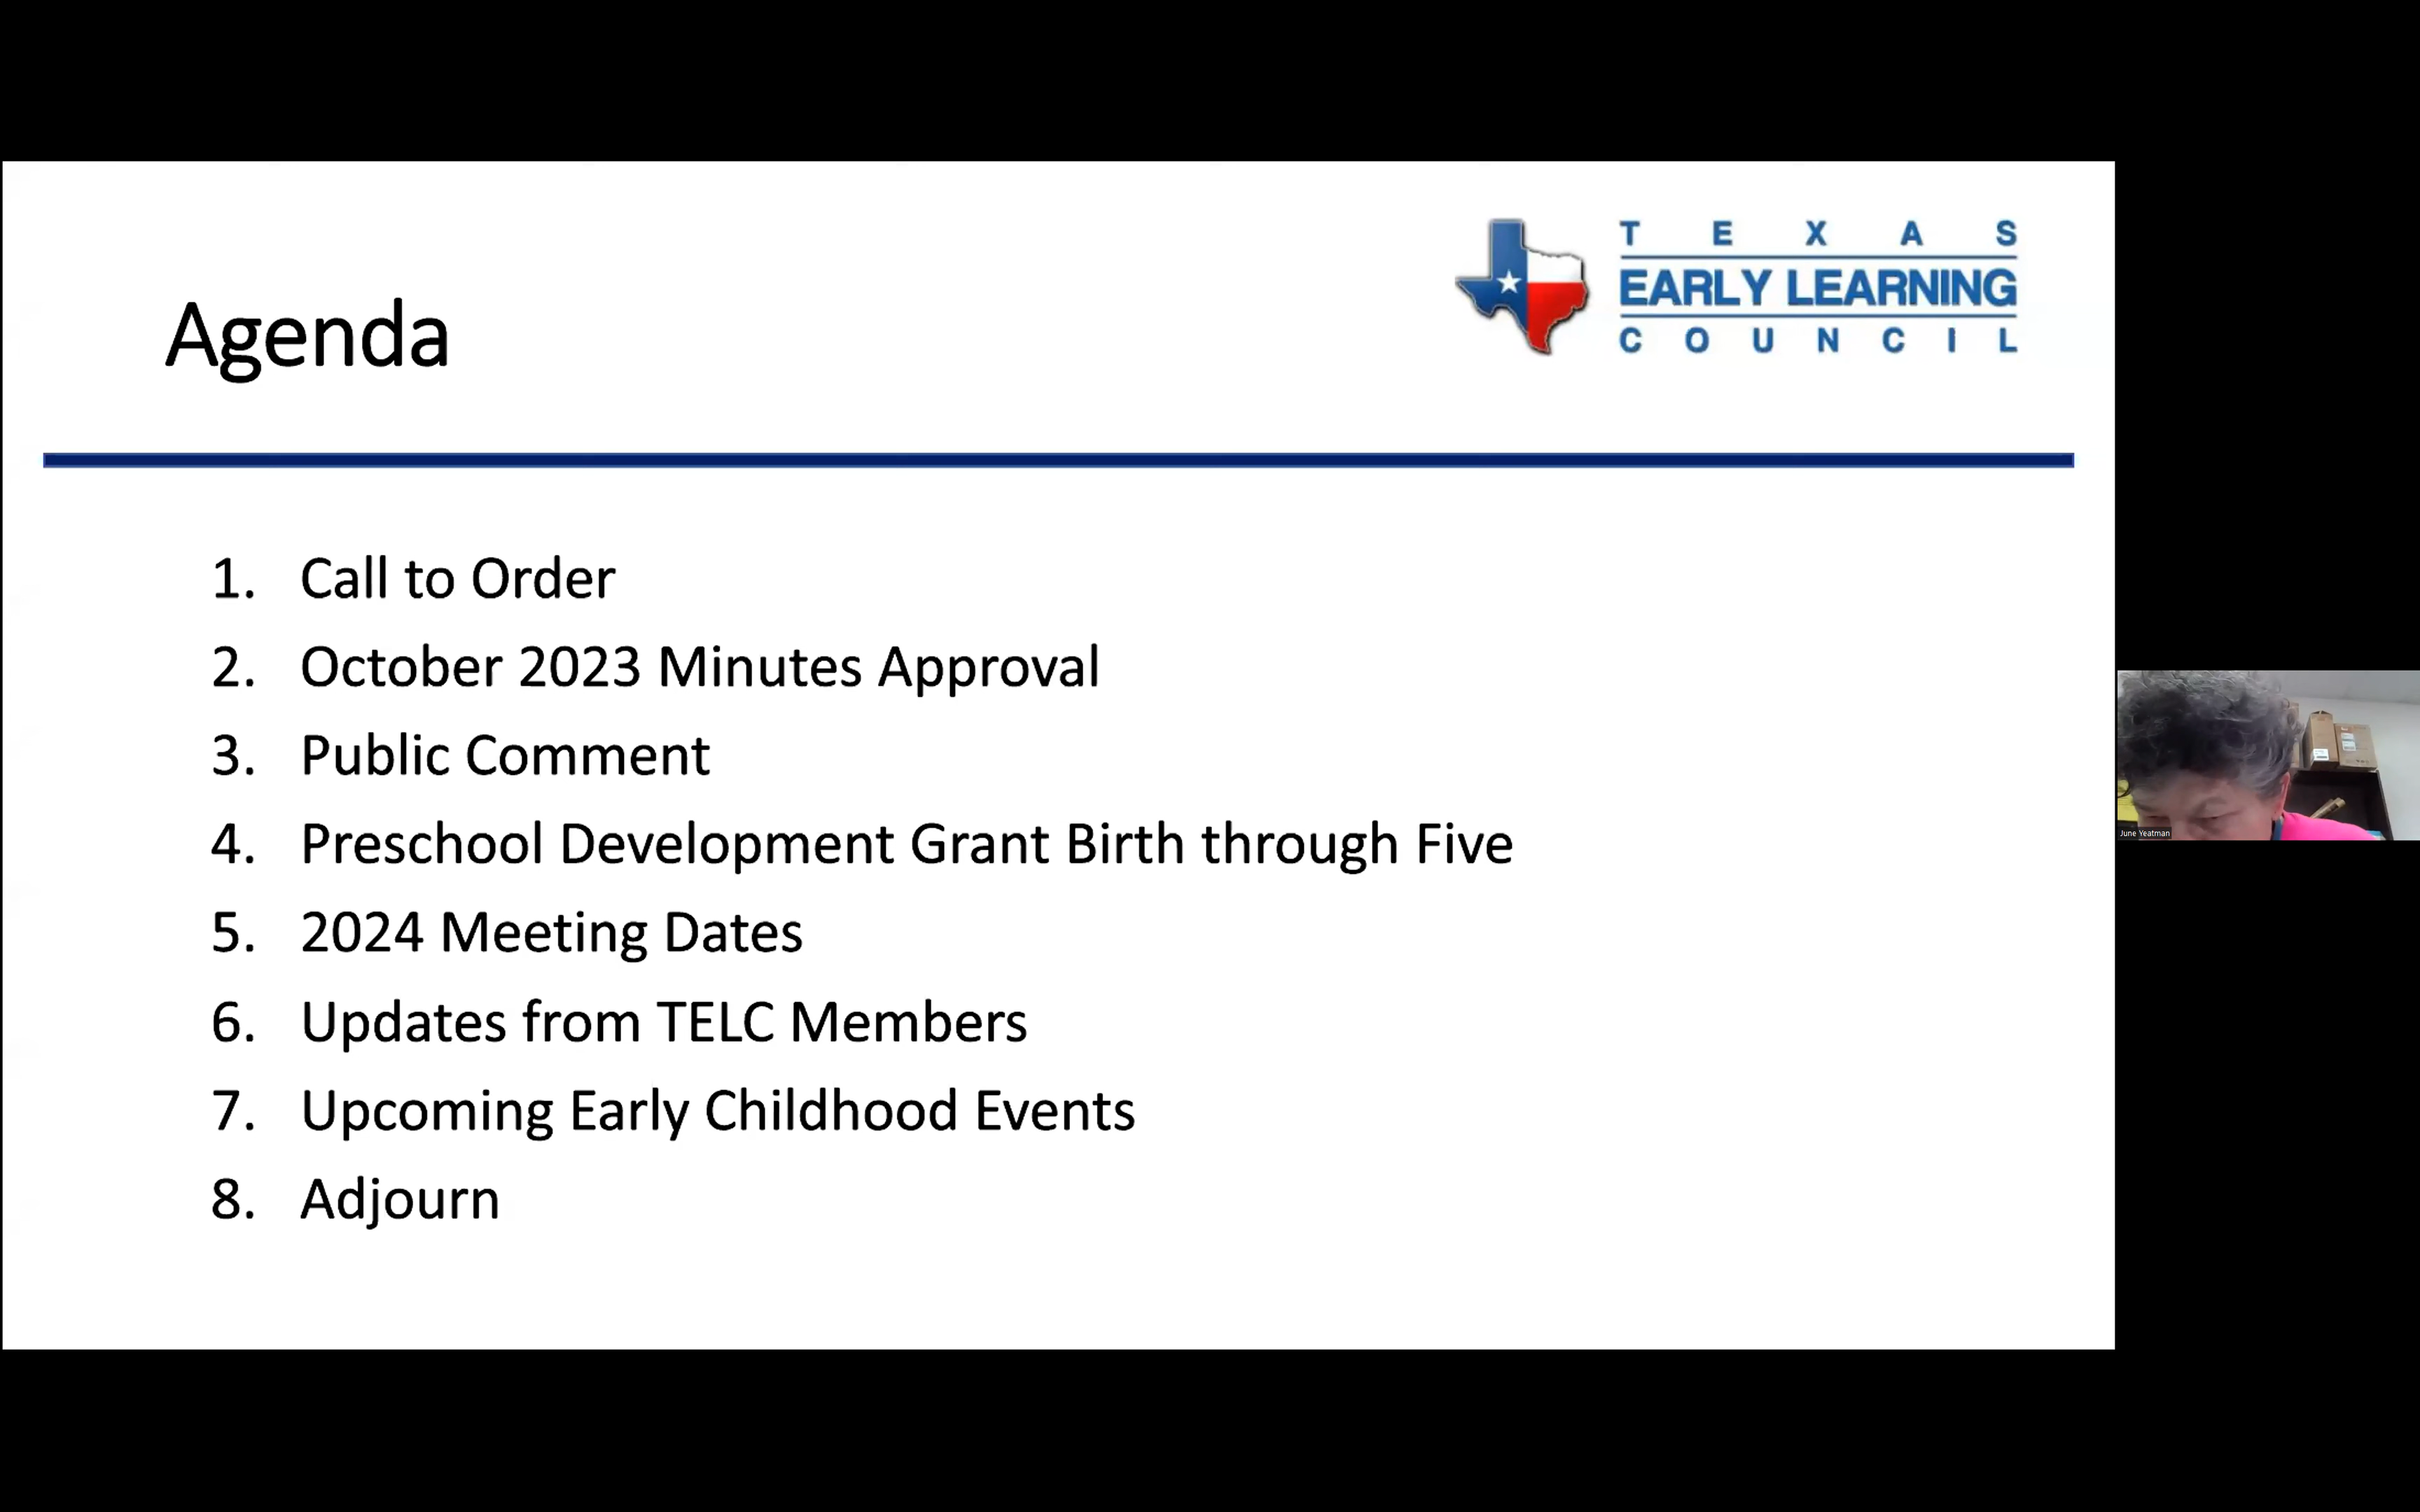 Agenda
T E X A S
EARLY LEARNING
C O U N C I L
1. Call to Order
2. October 2023 Minutes Approval
3. Public Comment
4. Preschool Development Grant Birth through Five
5. 2024 Meeting Dates
6. Updates from TELC Members
7. Upcoming Early Childhood Events
8. Adjourn
June Yeatman